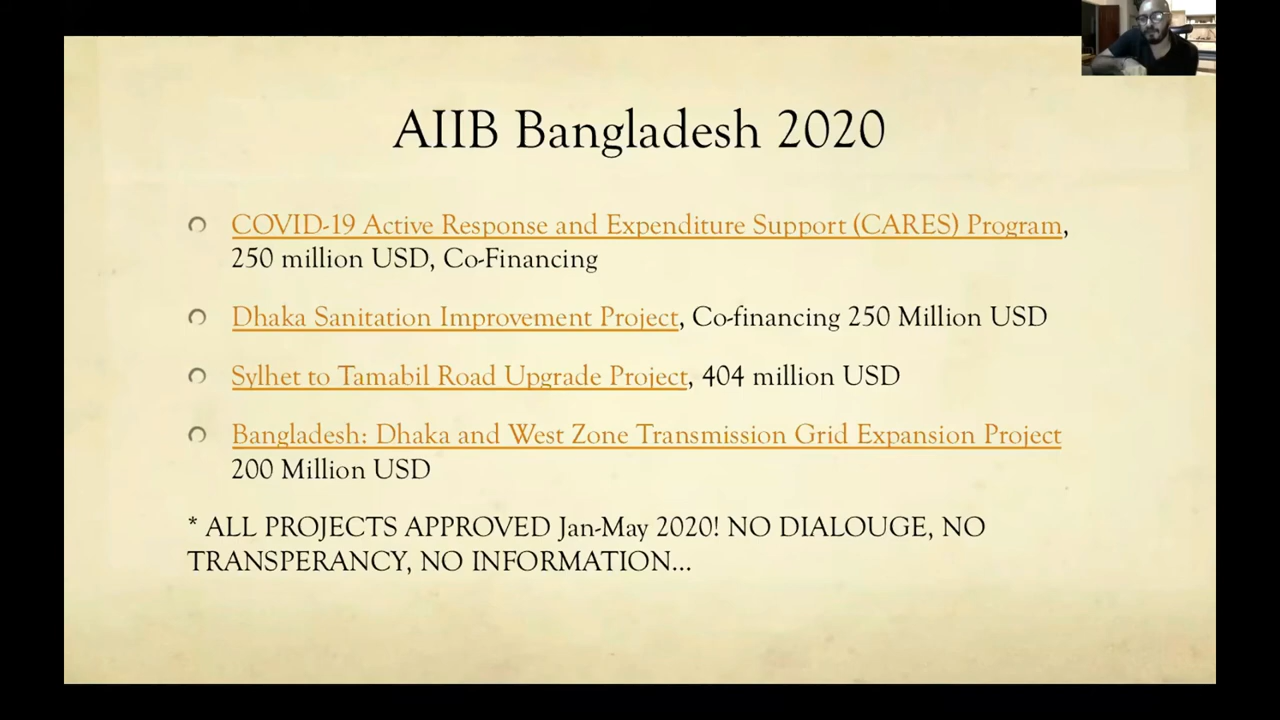 AIIB Bangladesh 2020
COVID-19 Active Response and Expenditure Support (CARES) Program,
250 million USD, Co-Financing
Dhaka Sanitation Improvement Project, Co-financing 250 Million USD
Sylhet to Tamabil Road Upgrade Project, 404 million USD
Bangladesh: Dhaka and West Zone Transmission Grid Expansion Project
200 Million USD
* ALL PROJECTS APPROVED Jan-May 2020! NO DIALOUGE, NO
TRANSPERANCY, NO INFORMATION...